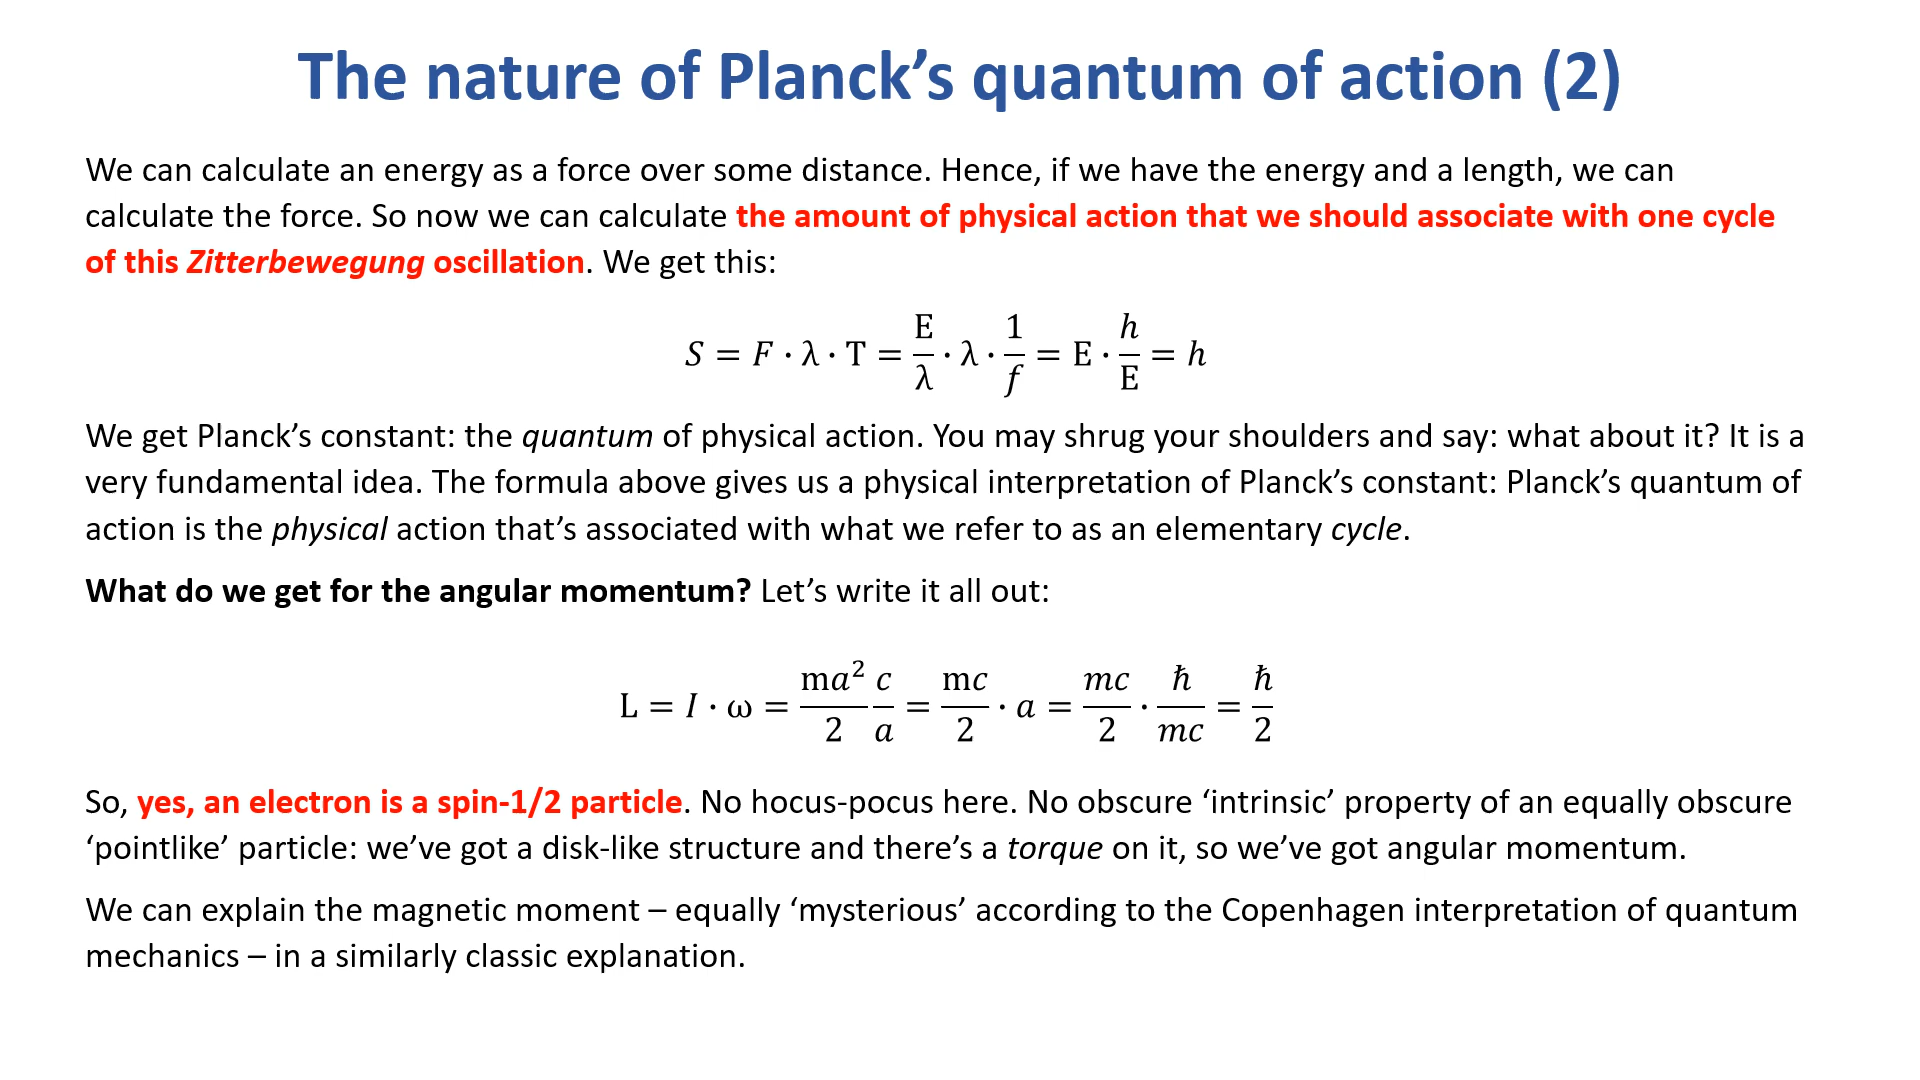 The nature of Planck’s quantum of action (2)
We can calculate an energy as a force over some distance. Hence, if we have the energy and a length, we can
calculate the force. So now we can calculate the amount of physical action that we should associate with one cycle
of this Zitterbewegung oscillation. We get this:
S = F · λ · T = E/λ · λ · 1/f = E · h/E = h
We get Planck’s constant: the quantum of physical action. You may shrug your shoulders and say: what about it? It is a
very fundamental idea. The formula above gives us a physical interpretation of Planck’s constant: Planck’s quantum of
action is the physical action that’s associated with what we refer to as an elementary cycle.
What do we get for the angular momentum? Let’s write it all out:
L = I · ω = ma²/2 c/a = mc/2 · a = mc/2 · ħ/mc = ħ/2
So, yes, an electron is a spin-1/2 particle. No hocus-pocus here. No obscure ‘intrinsic’ property of an equally obscure
‘pointlike’ particle: we’ve got a disk-like structure and there’s a torque on it, so we’ve got angular momentum.
We can explain the magnetic moment – equally ‘mysterious’ according to the Copenhagen interpretation of quantum
mechanics – in a similarly classic explanation.